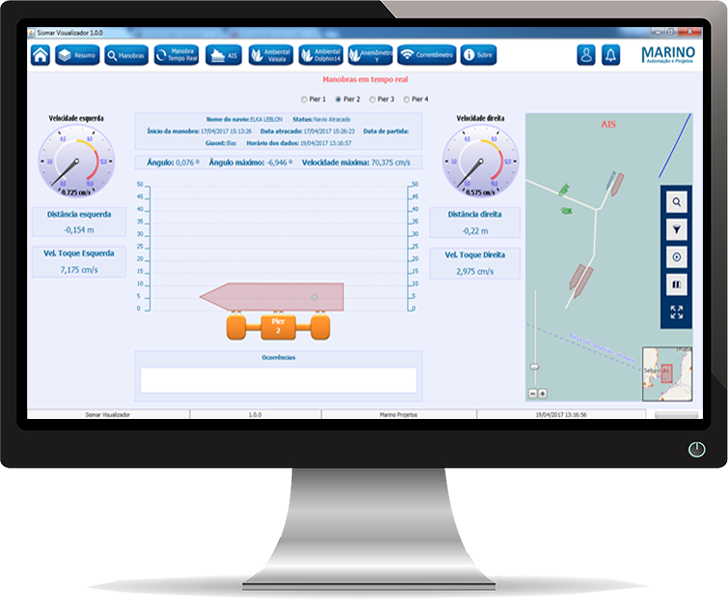 Sismar Visualizador 1.0.0
Resumo
Manobras
Manobra
Tempo Real
AIS
Ambiental
Vaisala
Ambiental
Dolphin14
Anemômetro
Y
Correntômetro
Sobre
MARINO
Automação e Projetos
Manobras em tempo real
Pier 1 Pier 2 Pier 3 Pier 4
Velocidade esquerda
0,725 cm/s
Distância esquerda
-0,154 m
Vel. Toque Esquerda
7,175 cm/s
Nome do navio: ELKA LEBLON Status: Navio Atracado
Início da manobra: 17/04/2017 15:13:26 Data atracado: 17/04/2017 15:26:23 Data de partida:
Giaont: Elias Horário dos dados: 19/04/2017 13:16:57
Ângulo: 0,076 º Ângulo máximo: -6,946 º Velocidade máxima: 70,375 cm/s
50 50
45 45
40 40
35 35
30 30
25 25
20 20
15 15
10 10
5 5
0 0
Pier
2
Ocorrências
Velocidade direita
0,575 cm/s
Distância direita
-0,22 m
Vel. Toque Direita
2,975 cm/s
AIS
Sismar Visualizador 1.0.0 Marino Projetos 19/04/2017 13:16:56